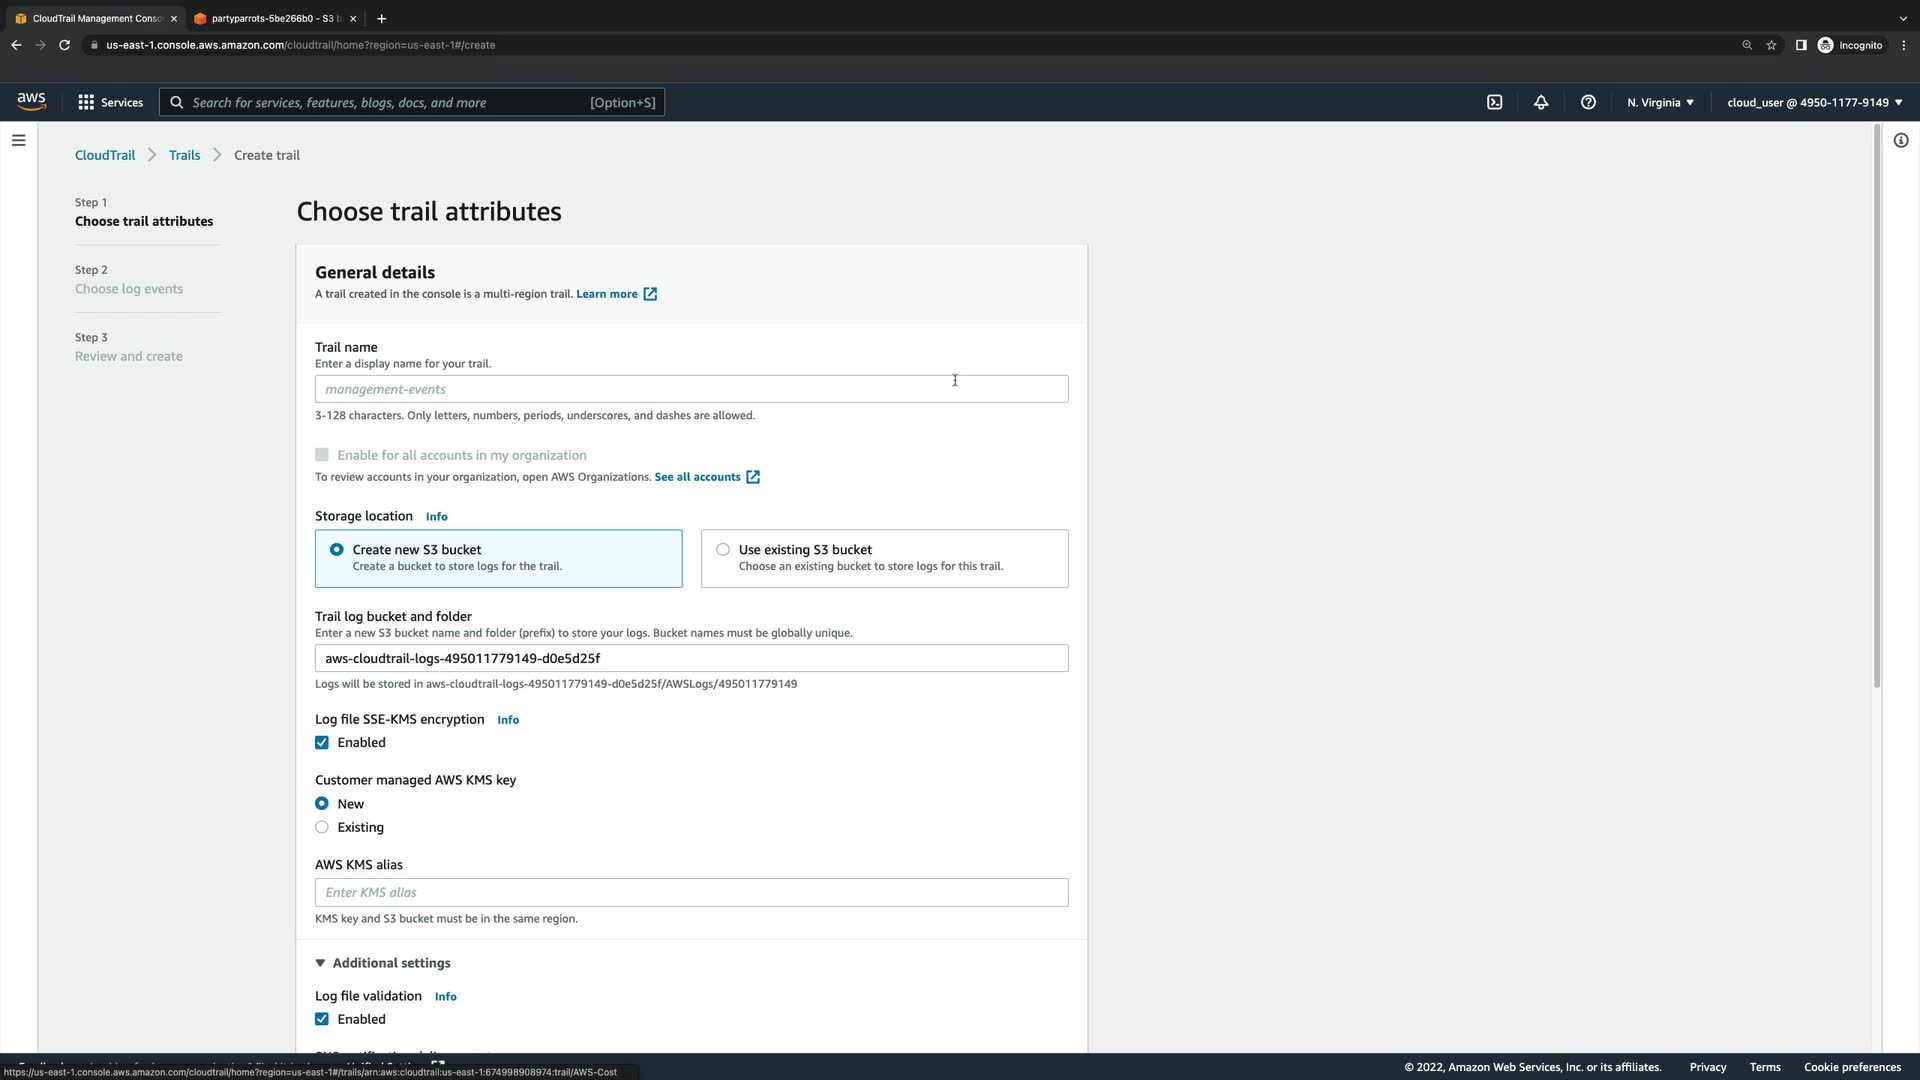 CloudTrail Management Conso
partyparrots-5be266b0 - S3 b
us-east-1.console.aws.amazon.com/cloudtrail/home?region=us-east-1#/create
Incognito
aws
Services
Search for services, features, blogs, docs, and more
[Option+S]
N. Virginia ▼
cloud_user @ 4950-1177-9149 ▼
CloudTrail > Trails > Create trail
Step 1
Choose trail attributes
Step 2
Choose log events
Step 3
Review and create
Choose trail attributes
General details
A trail created in the console is a multi-region trail. Learn more
Trail name
Enter a display name for your trail.
management-events
3-128 characters. Only letters, numbers, periods, underscores, and dashes are allowed.
Enable for all accounts in my organization
To review accounts in your organization, open AWS Organizations. See all accounts
Storage location Info
Create new S3 bucket
Create a bucket to store logs for the trail.
Use existing S3 bucket
Choose an existing bucket to store logs for this trail.
Trail log bucket and folder
Enter a new S3 bucket name and folder (prefix) to store your logs. Bucket names must be globally unique.
aws-cloudtrail-logs-495011779149-d0e5d25f
Logs will be stored in aws-cloudtrail-logs-495011779149-d0e5d25f/AWSLogs/495011779149
Log file SSE-KMS encryption Info
Enabled
Customer managed AWS KMS key
New
Existing
AWS KMS alias
Enter KMS alias
KMS key and S3 bucket must be in the same region.
▼ Additional settings
Log file validation Info
Enabled
https://us-east-1.console.aws.amazon.com/cloudtrail/home?region=us-east-1#/trails/arn:aws:cloudtrail:us-east-1:674998908974:trail/AWS-Cost
© 2022, Amazon Web Services, Inc. or its affiliates.
Privacy
Terms
Cookie preferences